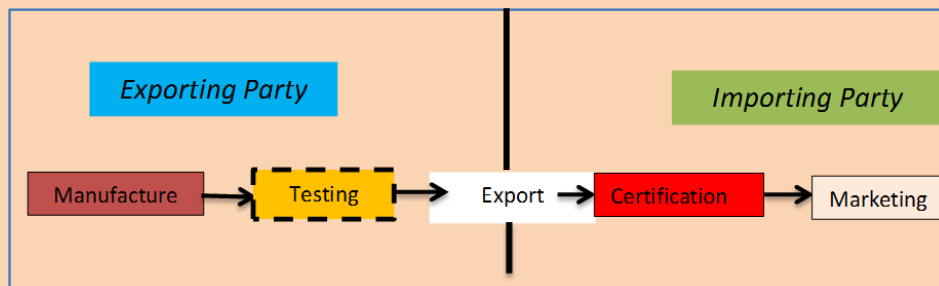 Exporting Party
Importing Party
Manufacture
Testing
Export
Certification
Marketing